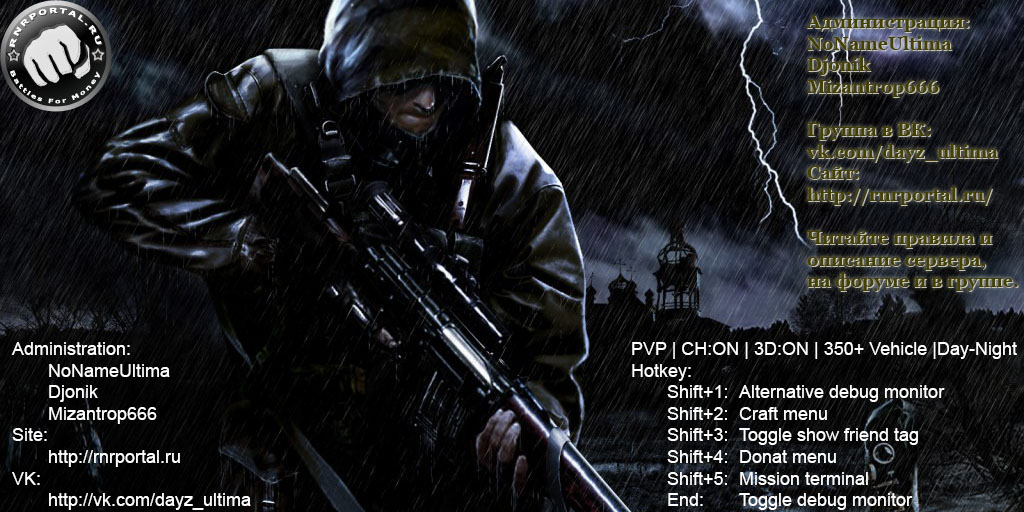 RNRPORTAL.RU
Battles For Money
Администрация:
NoNameUltima
Djonik
Mizantrop666
Группа в ВК:
vk.com/dayz_ultima
Сайт:
http://rnrportal.ru/
Читайте правила и
описание сервера,
на форуме и в группе.
Administration:
NoNameUltima
Djonik
Mizantrop666
Site:
http://rnrportal.ru
VK:
http://vk.com/dayz_ultima
PVP | CH:ON | 3D:ON | 350+ Vehicle |Day-Night
Hotkey:
Shift+1: Alternative debug monitor
Shift+2: Craft menu
Shift+3: Toggle show friend tag
Shift+4: Donat menu
Shift+5: Mission terminal
End: Toggle debug monitor